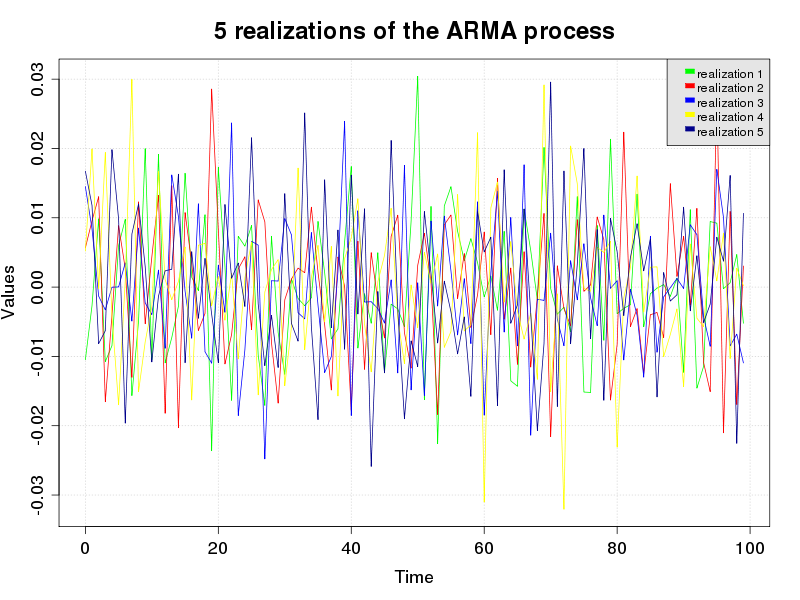 5 realizations of the ARMA process
realization 1
realization 2
realization 3
realization 4
realization 5
Values
0.03
0.02
0.01
0.00
-0.01
-0.02
-0.03
0 20 40 60 80 100
Time